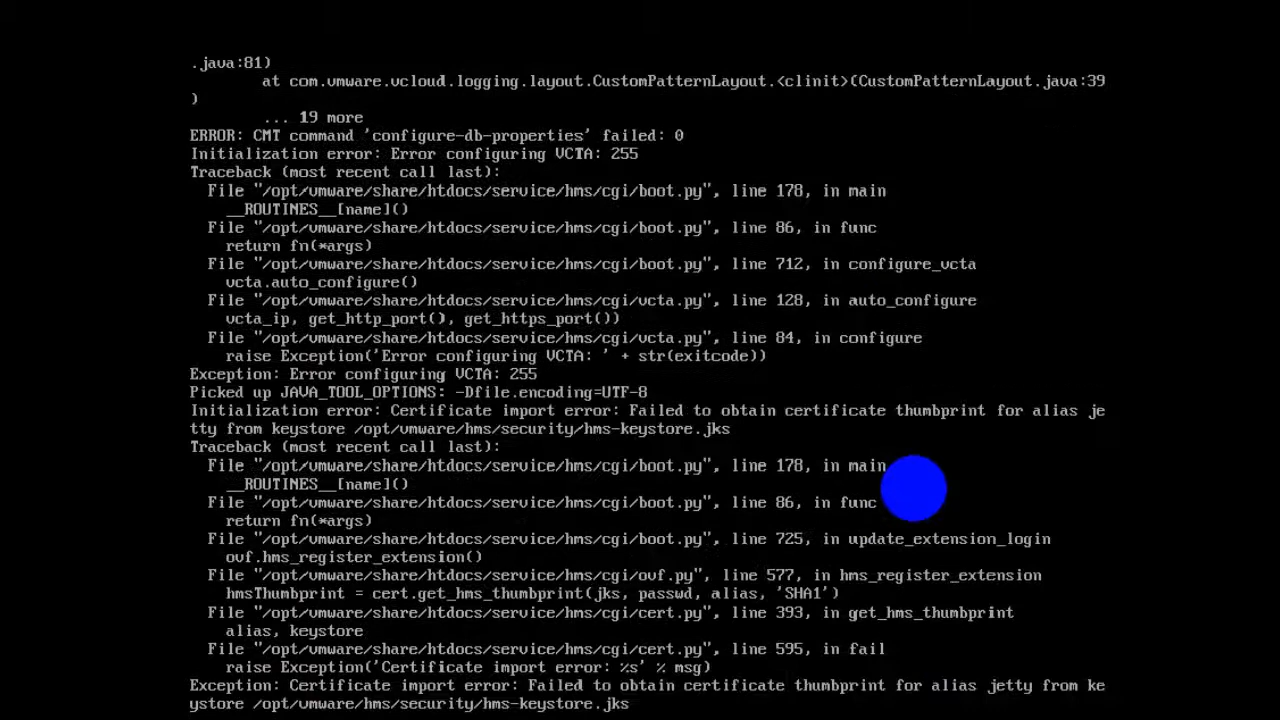 .java:81)
at com.vmware.vcloud.logging.layout.CustomPatternLayout.<clinit>(CustomPatternLayout.java:39
)
... 19 more
ERROR: CMT command 'configure-db-properties' failed: 0
Initialization error: Error configuring VCTA: 255
Traceback (most recent call last):
File "/opt/vmware/share/htdocs/service/hms/cgi/boot.py", line 178, in main
__ROUTINES__[name]()
File "/opt/vmware/share/htdocs/service/hms/cgi/boot.py", line 86, in func
return fn(*args)
File "/opt/vmware/share/htdocs/service/hms/cgi/boot.py", line 712, in configure_vcta
vcta.auto_configure()
File "/opt/vmware/share/htdocs/service/hms/cgi/vcta.py", line 128, in auto_configure
vcta_ip, get_http_port(), get_https_port())
File "/opt/vmware/share/htdocs/service/hms/cgi/vcta.py", line 84, in configure
raise Exception('Error configuring VCTA: ' + str(exitcode))
Exception: Error configuring VCTA: 255
Picked up JAVA_TOOL_OPTIONS: -Dfile.encoding=UTF-8
Initialization error: Certificate import error: Failed to obtain certificate thumbprint for alias je
tty from keystore /opt/vmware/hms/security/hms-keystore.jks
Traceback (most recent call last):
File "/opt/vmware/share/htdocs/service/hms/cgi/boot.py", line 178, in main
__ROUTINES__[name]()
File "/opt/vmware/share/htdocs/service/hms/cgi/boot.py", line 86, in func
return fn(*args)
File "/opt/vmware/share/htdocs/service/hms/cgi/boot.py", line 725, in update_extension_login
ovf.hms_register_extension()
File "/opt/vmware/share/htdocs/service/hms/cgi/ovf.py", line 577, in hms_register_extension
hmsThumbprint = cert.get_hms_thumbprint(jks, passwd, alias, 'SHA1')
File "/opt/vmware/share/htdocs/service/hms/cgi/cert.py", line 393, in get_hms_thumbprint
alias, keystore
File "/opt/vmware/share/htdocs/service/hms/cgi/cert.py", line 595, in fail
raise Exception('Certificate import error: %s' % msg)
Exception: Certificate import error: Failed to obtain certificate thumbprint for alias jetty from ke
ystore /opt/vmware/hms/security/hms-keystore.jks